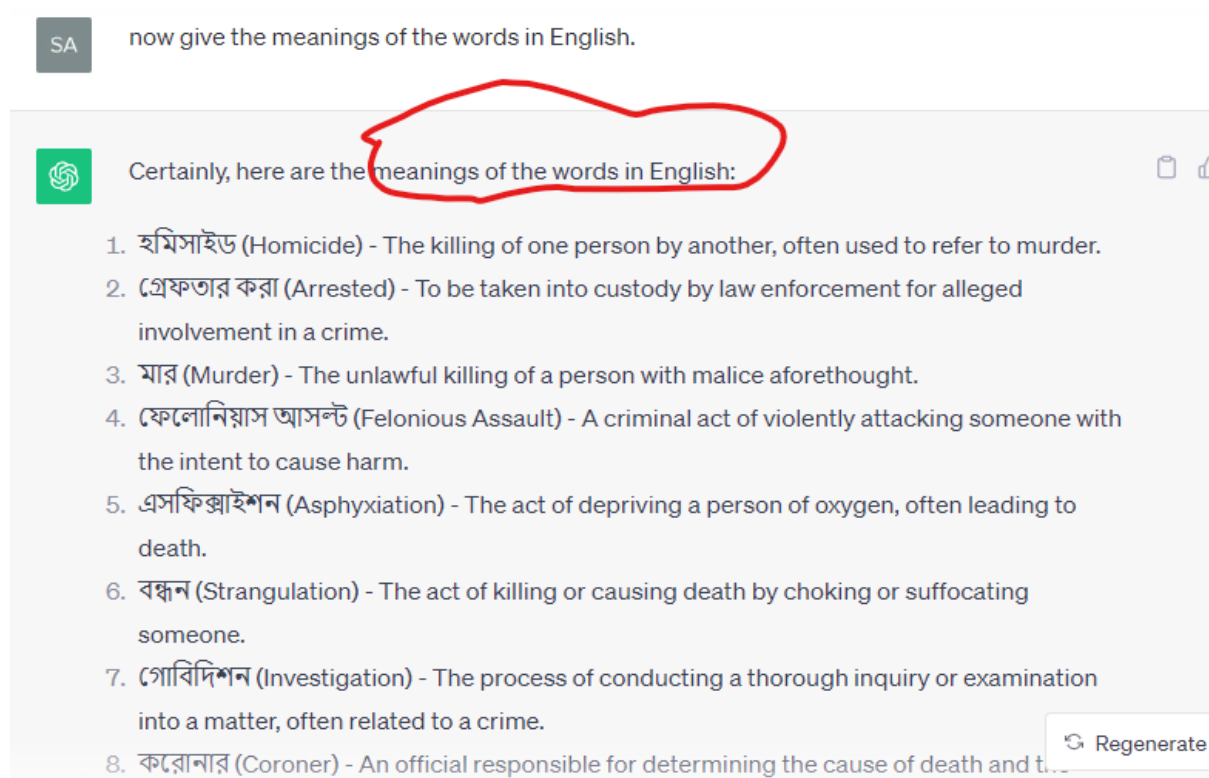 SA
now give the meanings of the words in English.
Certainly, here are the meanings of the words in English:
1. হমিসাইড (Homicide) - The killing of one person by another, often used to refer to murder.
2. গ্রেফতার করা (Arrested) - To be taken into custody by law enforcement for alleged
involvement in a crime.
3. মার (Murder) - The unlawful killing of a person with malice aforethought.
4. ফেলোনিয়াস আসল্ট (Felonious Assault) - A criminal act of violently attacking someone with
the intent to cause harm.
5. এসফিক্সাইশন (Asphyxiation) - The act of depriving a person of oxygen, often leading to
death.
6. বন্ধন (Strangulation) - The act of killing or causing death by choking or suffocating
someone.
7. গোবিদিশন (Investigation) - The process of conducting a thorough inquiry or examination
into a matter, often related to a crime.
Regenerate
8. করোনার (Coroner) - An official responsible for determining the cause of death and